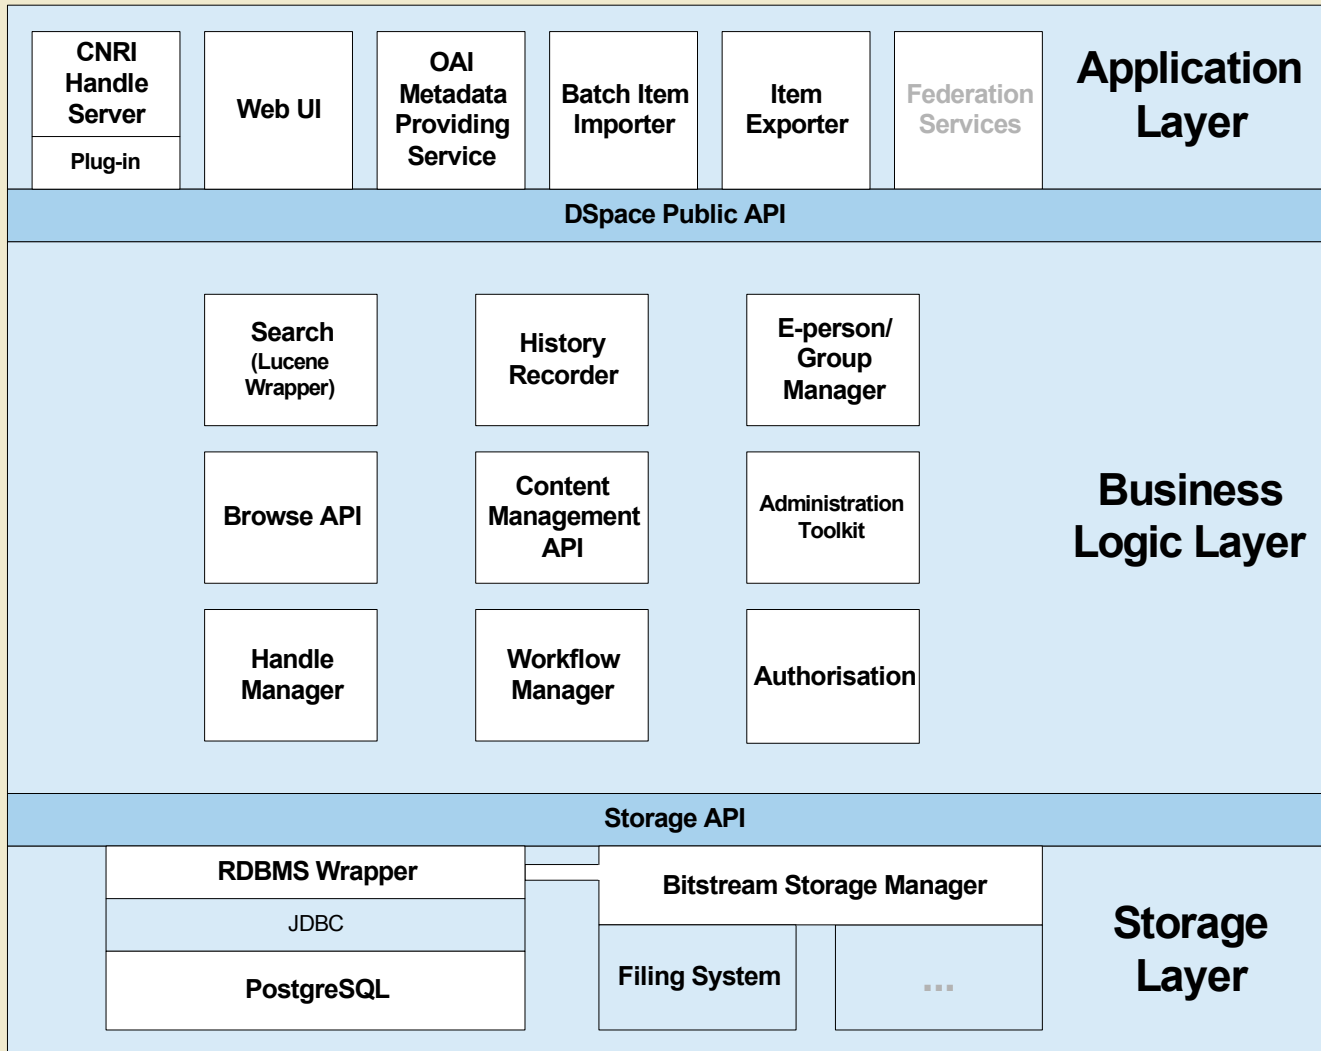 CNRI
Handle
Server
Plug-in
Web UI
OAI
Metadata
Providing
Service
Batch Item
Importer
Item
Exporter
Federation
Services
Application
Layer
DSpace Public API
Search
(Lucene
Wrapper)
History
Recorder
E-person/
Group
Manager
Browse API
Content
Management
API
Administration
Toolkit
Business
Logic Layer
Handle
Manager
Workflow
Manager
Authorisation
Storage API
RDBMS Wrapper
JDBC
PostgreSQL
Bitstream Storage Manager
Filing System
...
Storage
Layer